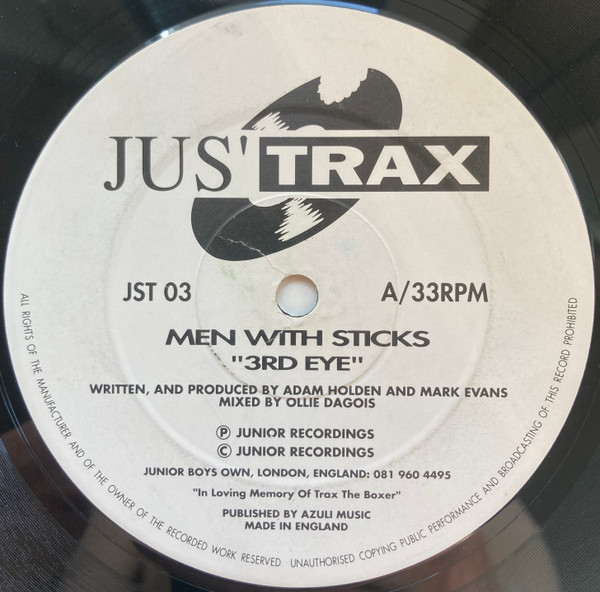 JUS' TRAX
JST 03
A/33RPM
MEN WITH STICKS
"3RD EYE"
WRITTEN, AND PRODUCED BY ADAM HOLDEN AND MARK EVANS
MIXED BY OLLIE DAGOIS
Ⓟ JUNIOR RECORDINGS
© JUNIOR RECORDINGS
JUNIOR BOYS OWN, LONDON, ENGLAND: 081 960 4495
"In Loving Memory Of Trax The Boxer"
PUBLISHED BY AZULI MUSIC
MADE IN ENGLAND
ALL RIGHTS OF THE MANUFACTURER AND OF THE OWNER OF THE RECORDED WORK RESERVED UNAUTHORISED COPYING PUBLIC PERFORMANCE AND BROADCASTING OF THIS RECORD PROHIBITED